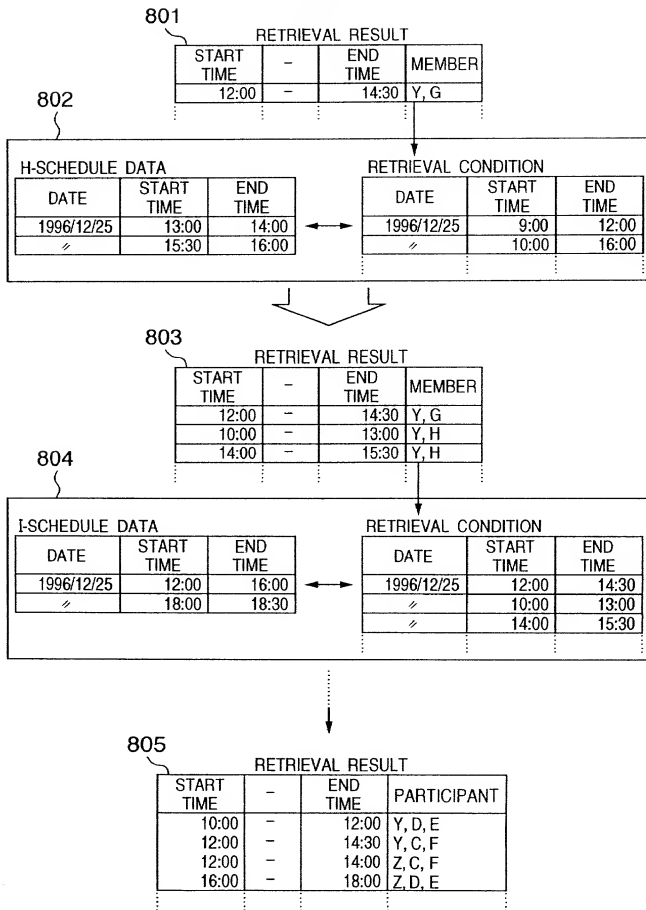 801
RETRIEVAL RESULT
START TIME - END TIME MEMBER
12:00 - 14:30 Y, G
802
H-SCHEDULE DATA
DATE START TIME END TIME
1996/12/25 13:00 14:00
〃 15:30 16:00
RETRIEVAL CONDITION
DATE START TIME END TIME
1996/12/25 9:00 12:00
〃 10:00 16:00
803
RETRIEVAL RESULT
START TIME - END TIME MEMBER
12:00 - 14:30 Y, G
10:00 - 13:00 Y, H
14:00 - 15:30 Y, H
804
I-SCHEDULE DATA
DATE START TIME END TIME
1996/12/25 12:00 16:00
〃 18:00 18:30
RETRIEVAL CONDITION
DATE START TIME END TIME
1996/12/25 12:00 14:30
〃 10:00 13:00
〃 14:00 15:30
805
RETRIEVAL RESULT
START TIME - END TIME PARTICIPANT
10:00 - 12:00 Y, D, E
12:00 - 14:30 Y, C, F
12:00 - 14:00 Z, C, F
16:00 - 18:00 Z, D, E